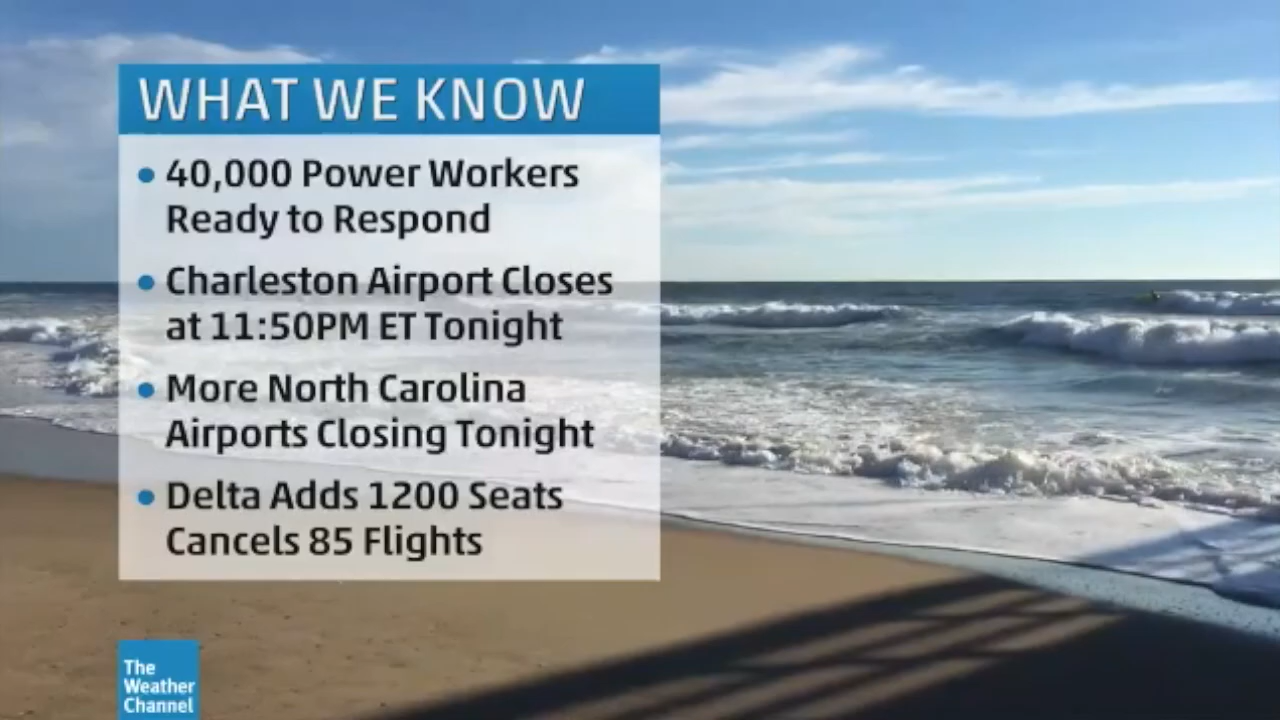 WHAT WE KNOW
• 40,000 Power Workers
Ready to Respond
• Charleston Airport Closes
at 11:50PM ET Tonight
• More North Carolina
Airports Closing Tonight
• Delta Adds 1200 Seats
Cancels 85 Flights
The
Weather
Channel